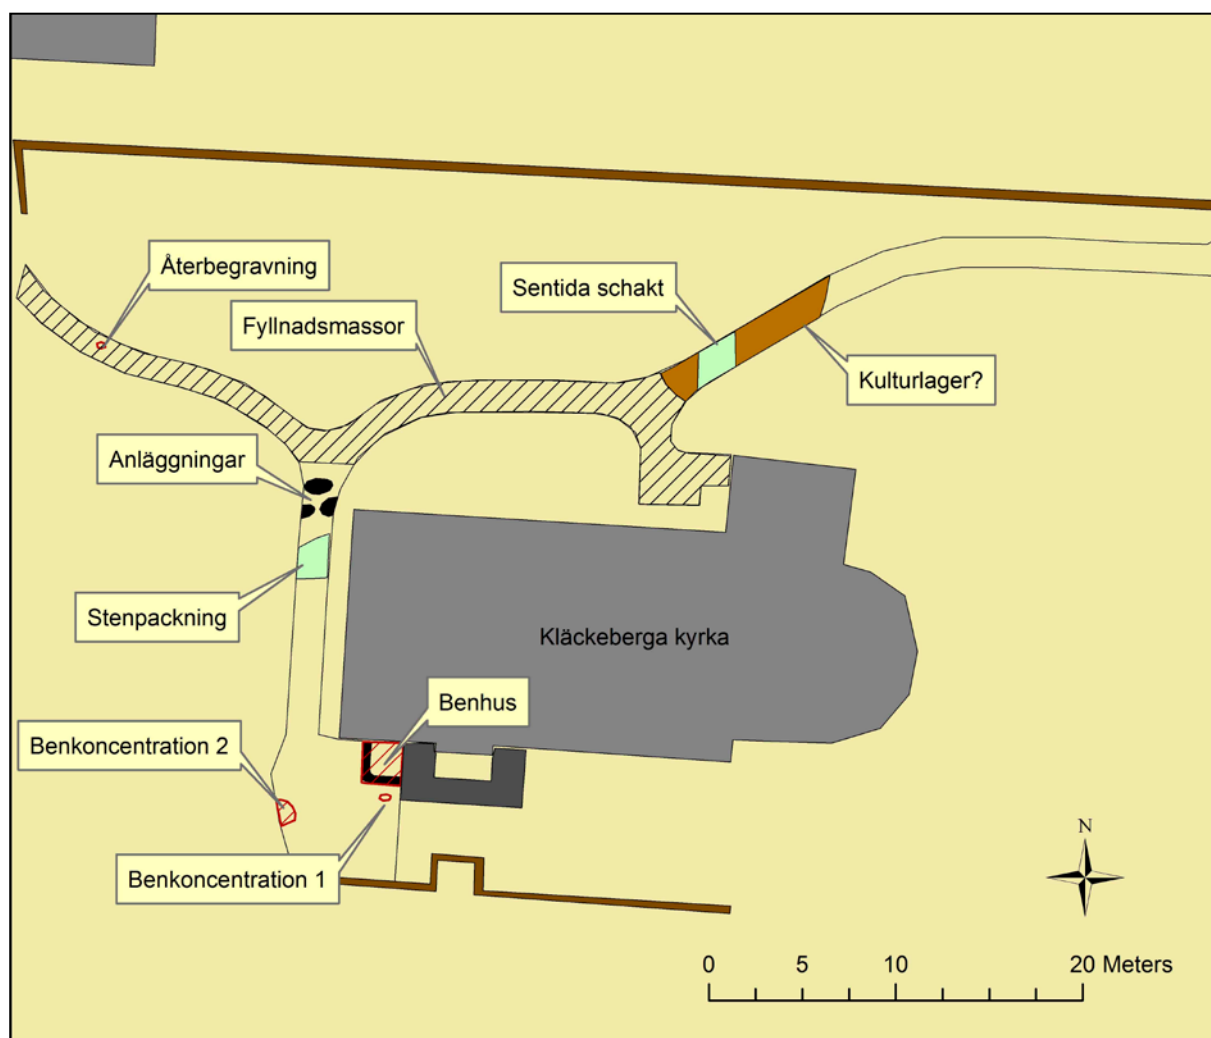 Återbegravning
Sentida schakt
Fyllnadsmassor
Kulturlager?
Anläggningar
Stenpackning
Kläckeberga kyrka
Benhus
Benkoncentration 2
Benkoncentration 1
N
0 5 10 20 Meters